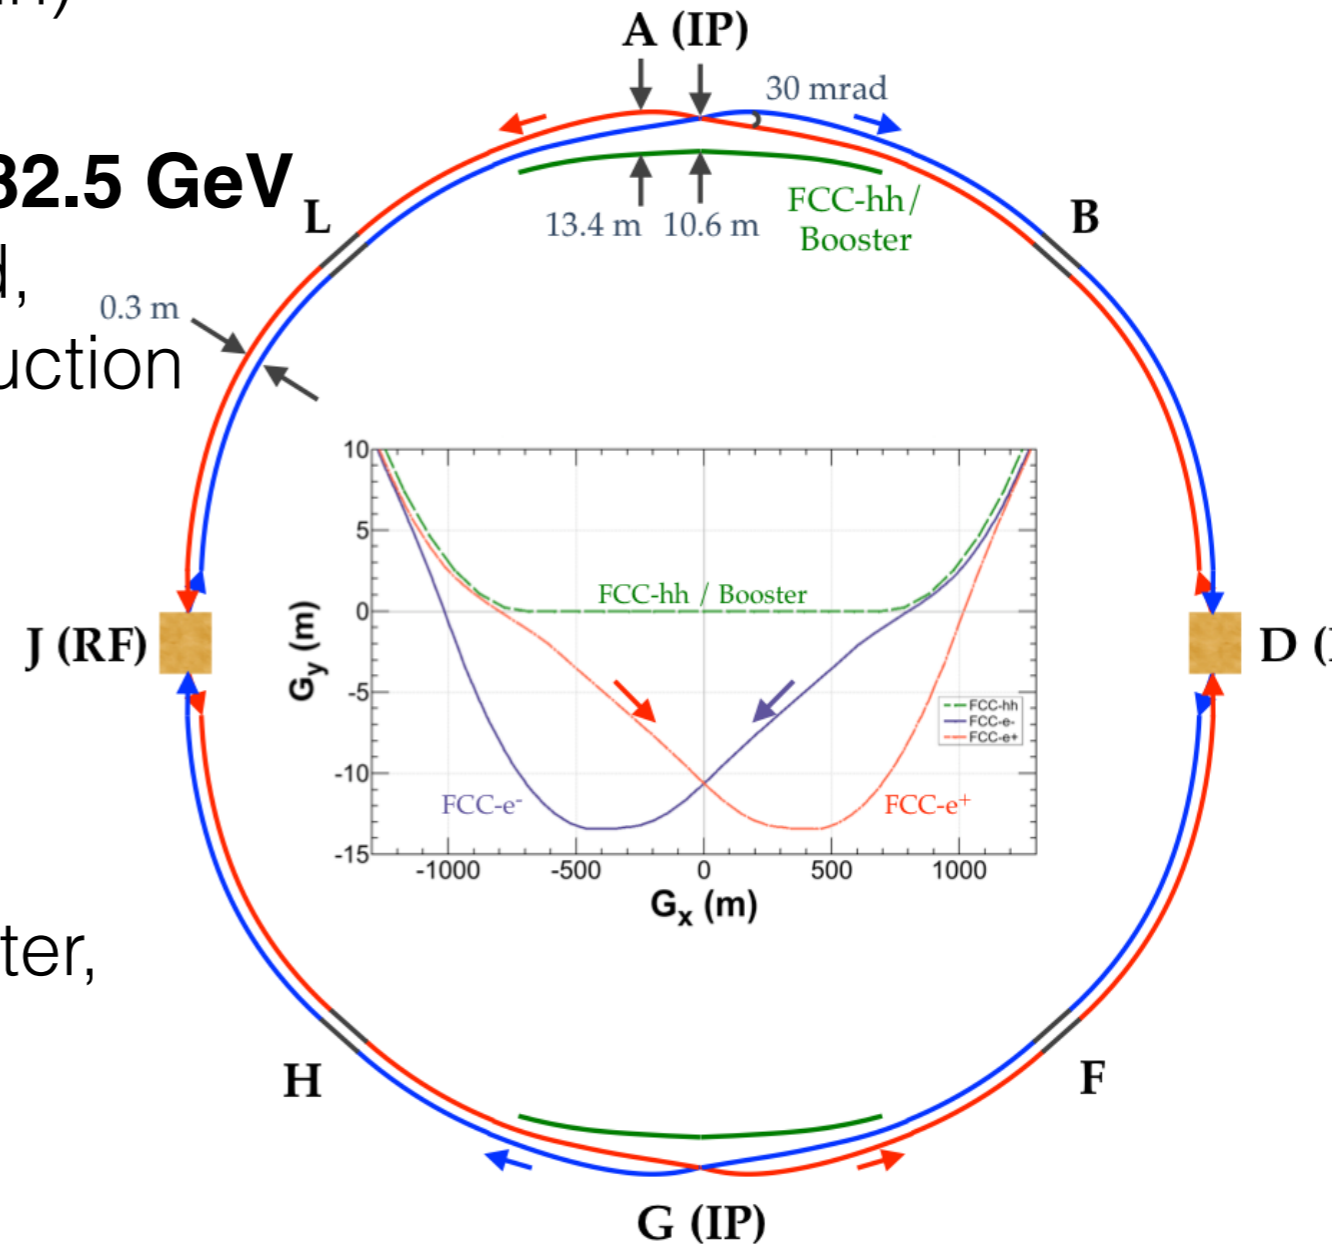 A (IP)
30 mrad
32.5 GeV
L
B
FCC-hh/
Booster
13.4 m
10.6 m
0.3 m
uction
10
5
0
-5
-10
-15
FCC-hh / Booster
G_y (m)
FCC-hh
FCC-e-
FCC-e+
FCC-e⁻
FCC-e⁺
-1000
-500
0
500
1000
G_x (m)
J (RF)
D (
ter,
H
F
G (IP)